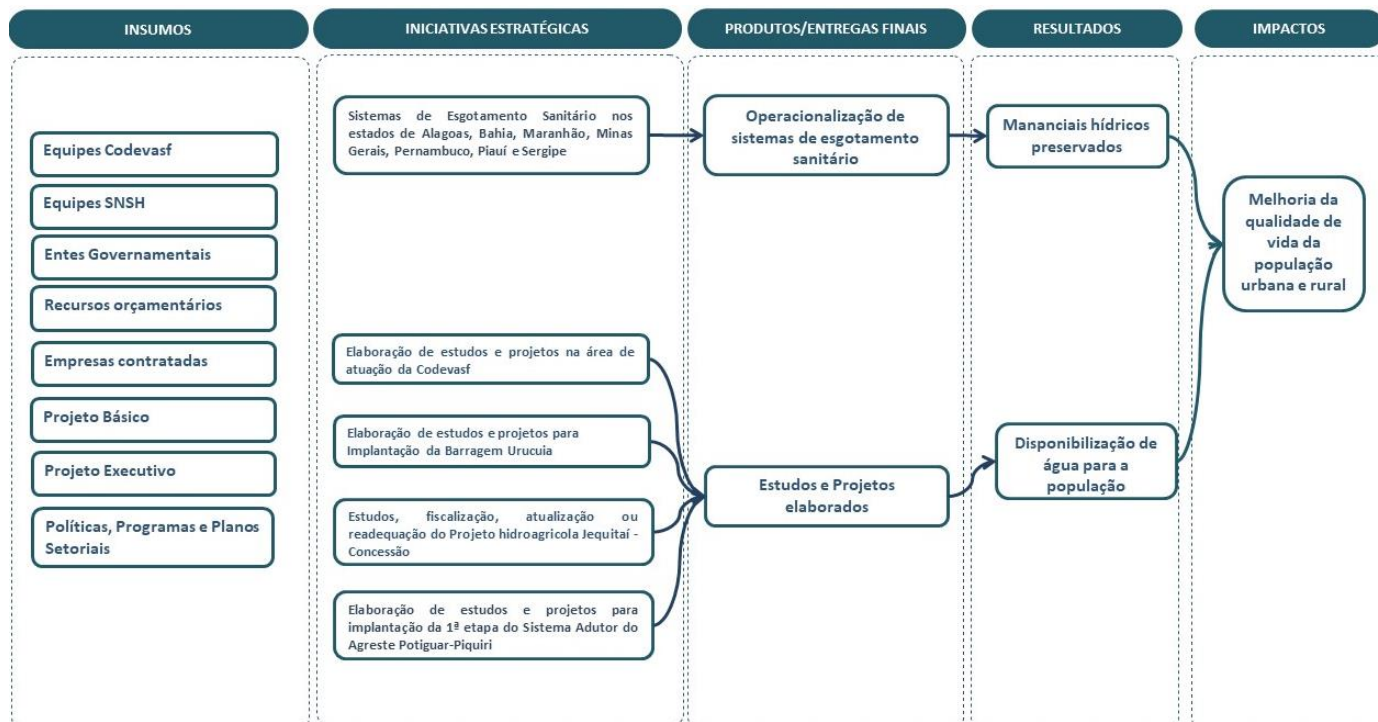 INSUMOS
Equipes Codevasf
Equipes SNSH
Entes Governamentais
Recursos orçamentários
Empresas contratadas
Projeto Básico
Projeto Executivo
Políticas, Programas e Planos
Setoriais
INICIATIVAS ESTRATÉGICAS
Sistemas de Esgotamento Sanitário nos
estados de Alagoas, Bahia, Maranhão, Minas
Gerais, Pernambuco, Piauí e Sergipe
Elaboração de estudos e projetos na área de
atuação da Codevasf
Elaboração de estudos e projetos para
Implantação da Barragem Urucuia
Estudos, fiscalização, atualização ou
readequação do Projeto hidroagricola Jequitaí -
Concessão
Elaboração de estudos e projetos para
implantação da 1ª etapa do Sistema Adutor do
Agreste Potiguar-Piquiri
PRODUTOS/ENTREGAS FINAIS
Operacionalização de
sistemas de esgotamento
sanitário
Estudos e Projetos
elaborados
RESULTADOS
Mananciais hídricos
preservados
Disponibilização de
água para a
população
IMPACTOS
Melhoria da
qualidade de
vida da
população
urbana e rural